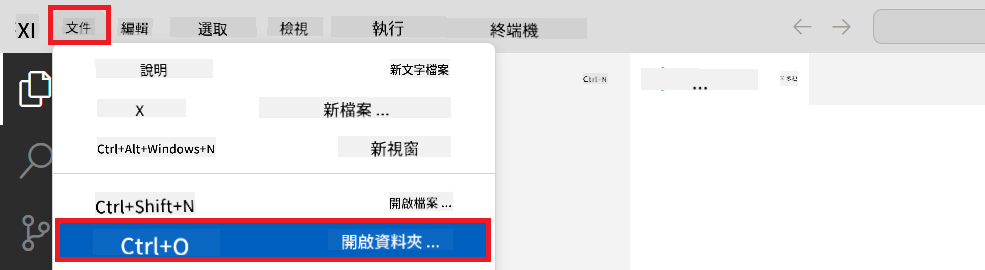 XI 文件 編輯 選取 檢視 執行 終端機
說明 新文字檔案 Ctrl+N ...
X 新檔案 ...
Ctrl+Alt+Windows+N 新視窗
Ctrl+Shift+N 開啟檔案 ...
Ctrl+O 開啟資料夾 ...